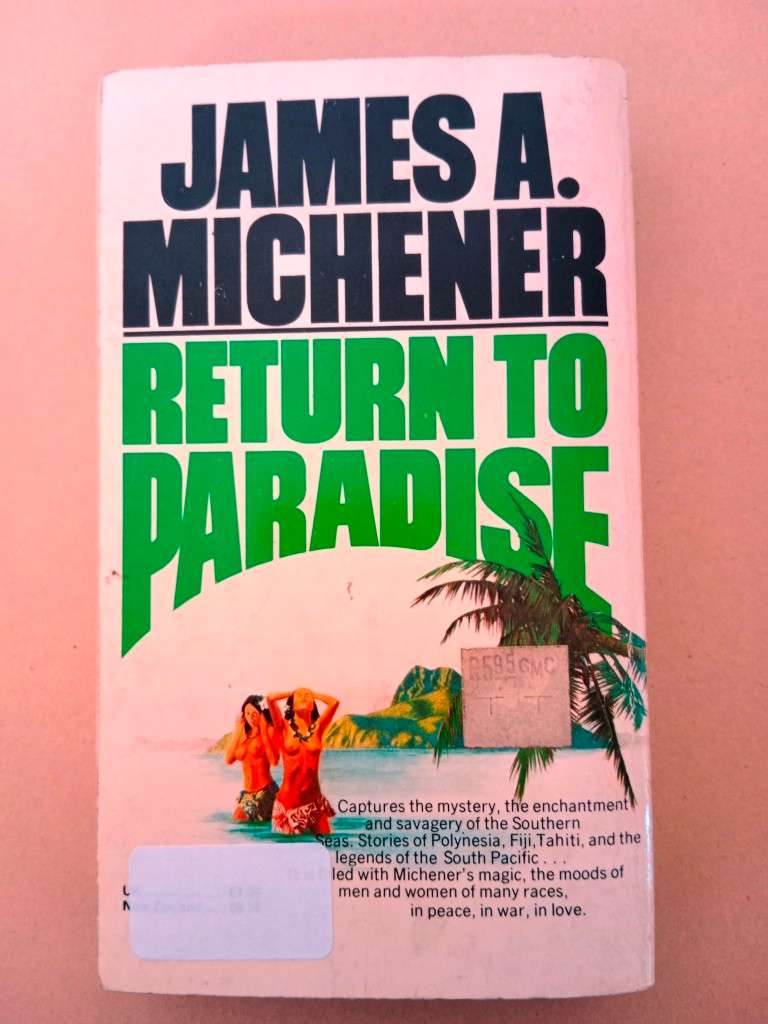 JAMES A.
MICHENER
RETURN TO
PARADISE
R595 CMC
Captures the mystery, the enchantment
and savagery of the Southern
Seas. Stories of Polynesia, Fiji, Tahiti, and the
legends of the South Pacific . . .
led with Michener's magic, the moods of
men and women of many races,
in peace, in war, in love.